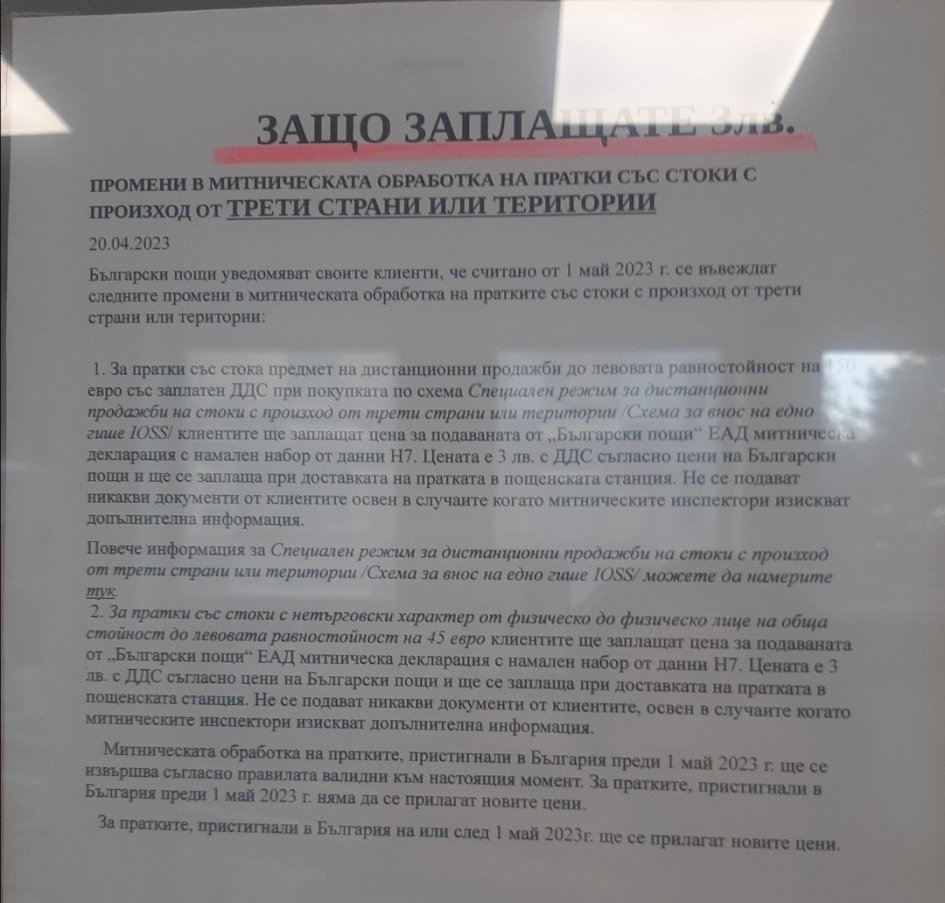 ЗАЩО ЗАПЛАЩАТЕ 3лв.
ПРОМЕНИ В МИТНИЧЕСКАТА ОБРАБОТКА НА ПРАТКИ СЪС СТОКИ С
ПРОИЗХОД ОТ ТРЕТИ СТРАНИ ИЛИ ТЕРИТОРИИ
20.04.2023
Български пощи уведомяват своите клиенти, че считано от 1 май 2023 г. се въвеждат
следните промени в митническата обработка на пратките със стоки с произход от трети
страни или територии:
1. За пратки със стока предмет на дистанционни продажби до левовата равностойност на 150
евро със заплатен ДДС при покупката по схема Специален режим за дистанционни
продажби на стоки с произход от трети страни или територии /Схема за внос на едно
гише IOSS/ клиентите ще заплащат цена за подаваната от „Български пощи“ ЕАД митническа
декларация с намален набор от данни H7. Цената е 3 лв. с ДДС съгласно цени на Български
пощи и ще се заплаща при доставката на пратката в пощенската станция. Не се подават
никакви документи от клиентите освен в случаите когато митническите инспектори изискват
допълнителна информация.
Повече информация за Специален режим за дистанционни продажби на стоки с произход
от трети страни или територии /Схема за внос на едно гише IOSS/ можете да намерите
тук.
2. За пратки със стоки с нетърговски характер от физическо до физическо лице на обща
стойност до левовата равностойност на 45 евро клиентите ще заплащат цена за подаваната
от „Български пощи“ ЕАД митническа декларация с намален набор от данни H7. Цената е 3
лв. с ДДС съгласно цени на Български пощи и ще се заплаща при доставката на пратката в
пощенската станция. Не се подават никакви документи от клиентите, освен в случаите когато
митническите инспектори изискват допълнителна информация.
Митническата обработка на пратките, пристигнали в България преди 1 май 2023 г. ще се
извършва съгласно правилата валидни към настоящия момент. За пратките, пристигнали в
България преди 1 май 2023 г. няма да се прилагат новите цени.
За пратките, пристигнали в България на или след 1 май 2023г. ще се прилагат новите цени.